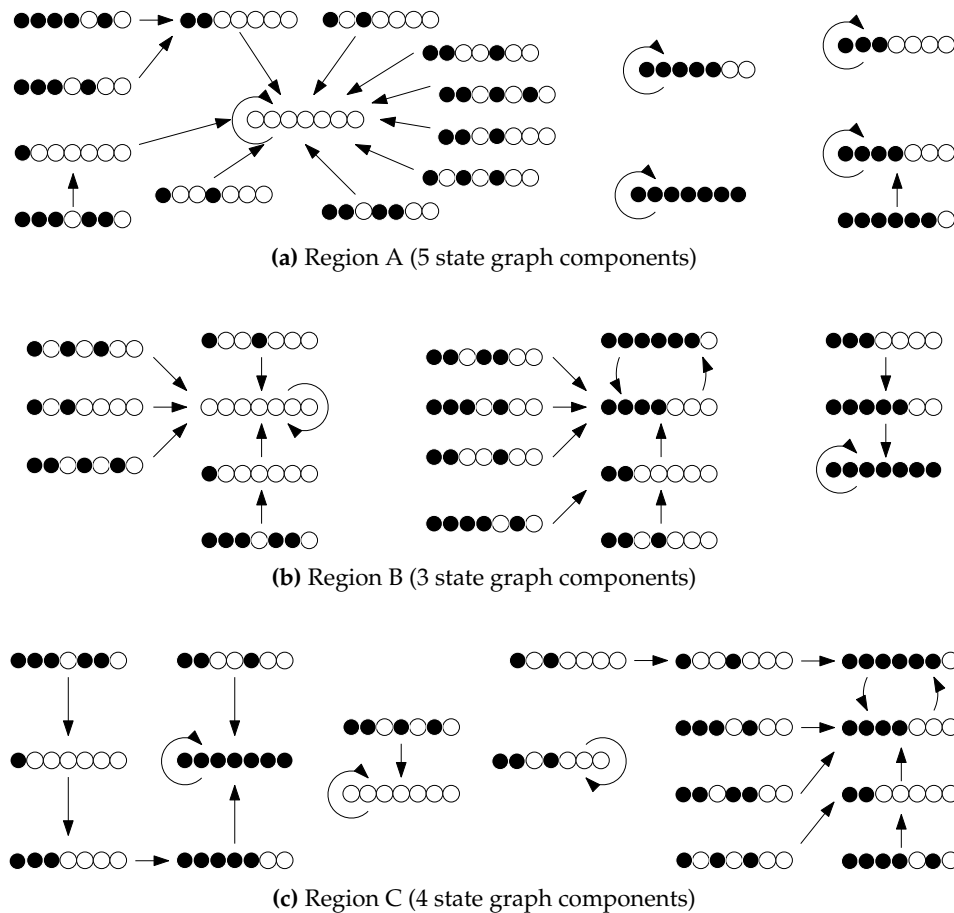 (a) Region A (5 state graph components)
(b) Region B (3 state graph components)
(c) Region C (4 state graph components)